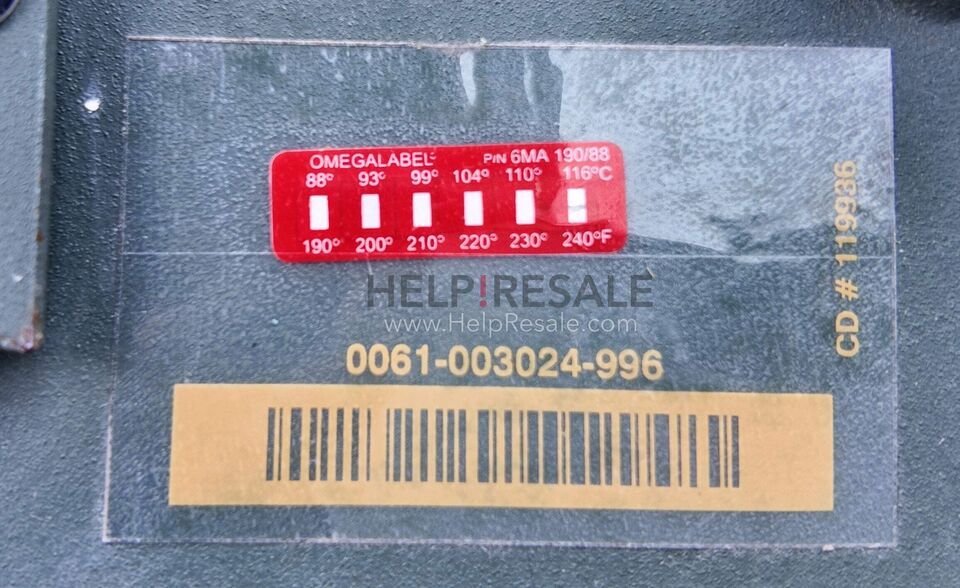 OMEGALABEL® P/N 6MA 190/88
88° 93° 99° 104° 110° 116°C
190° 200° 210° 220° 230° 240°F
HELP!RESALE
www.HelpResale.com
0061-003024-996
CD # 119936